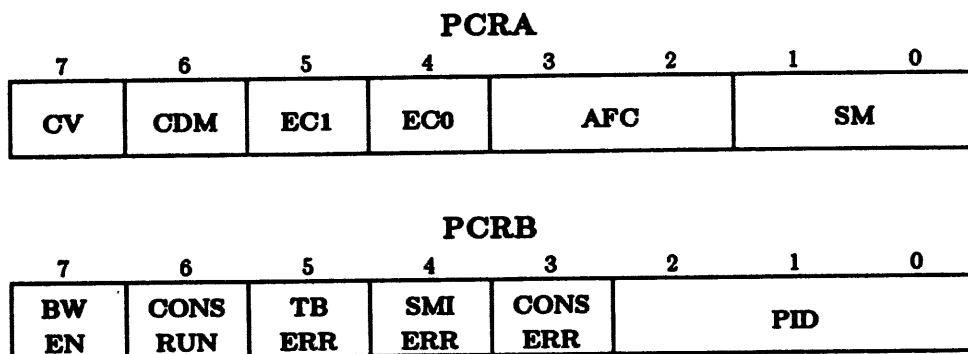 PCRA
7 6 5 4 3 2 1 0
CV CDM EC1 EC0 AFC SM
PCRB
7 6 5 4 3 2 1 0
BW CONS TB SMI CONS PID
EN RUN ERR ERR ERR